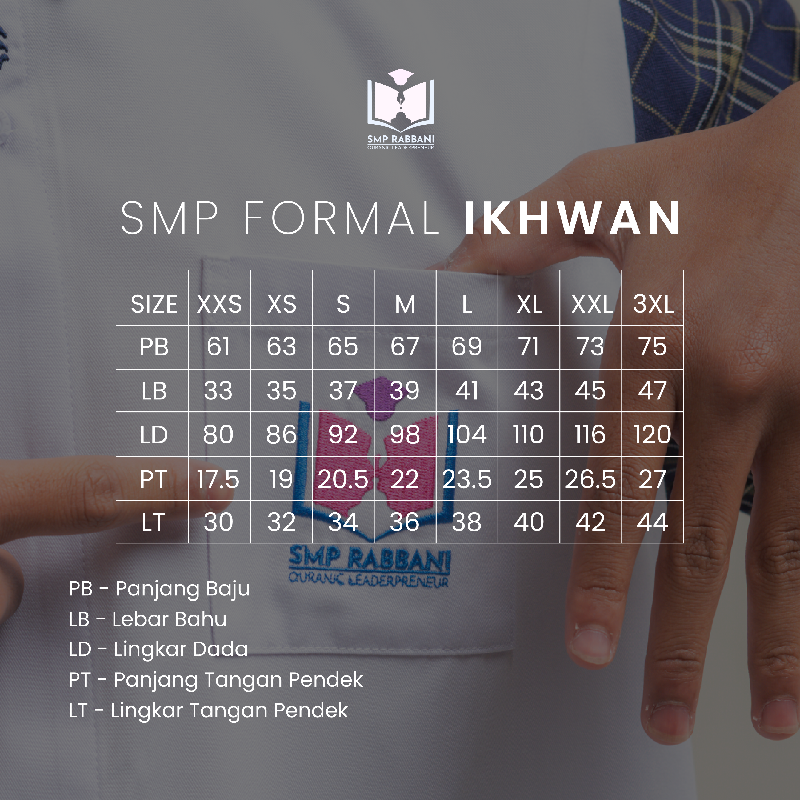 SMP RABBANI
QURANIC LEADERPRENEUR
SMP FORMAL IKHWAN
SIZE XXS XS S M L XL XXL 3XL
PB 61 63 65 67 69 71 73 75
LB 33 35 37 39 41 43 45 47
LD 80 86 92 98 104 110 116 120
PT 17.5 19 20.5 22 23.5 25 26.5 27
LT 30 32 34 36 38 40 42 44
SMP RABBANI
QURANIC LEADERPRENEUR
PB - Panjang Baju
LB - Lebar Bahu
LD - Lingkar Dada
PT - Panjang Tangan Pendek
LT - Lingkar Tangan Pendek